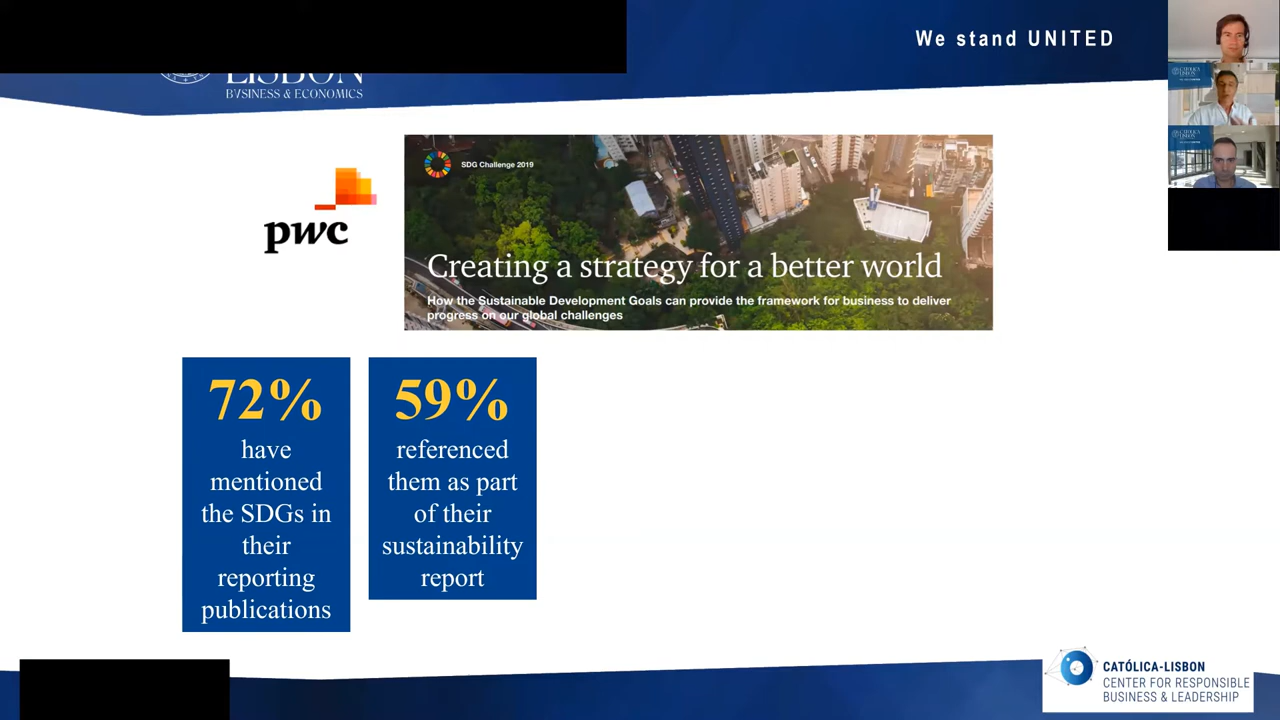 We stand UNITED
LISBON
BUSINESS & ECONOMICS
SDG Challenge 2019
pwc
Creating a strategy for a better world
How the Sustainable Development Goals can provide the framework for business to deliver
progress on our global challenges
72%
have
mentioned
the SDGs in
their
reporting
publications
59%
referenced
them as part
of their
sustainability
report
CATÓLICA-LISBON
CENTER FOR RESPONSIBLE
BUSINESS & LEADERSHIP